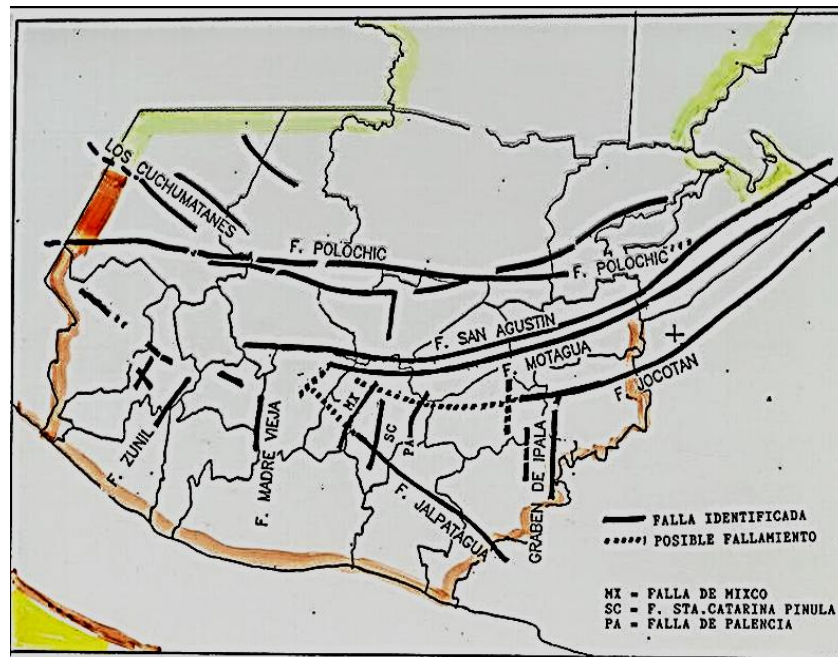 LOS CUCHUMATANES
F. POLOCHIC
F. POLOCHIC
F. SAN AGUSTIN
F. MOTAGUA
F. JOCOTAN
MX
SC
PA
F. ZUNIL
F. MADRE VIEJA
F. JALPATAGUA
GRABEN DE IPALA
FALLA IDENTIFICADA
POSIBLE FALLAMIENTO
MX = FALLA DE MIXCO
SC = F. STA.CATARINA PINULA
PA = FALLA DE PALENCIA